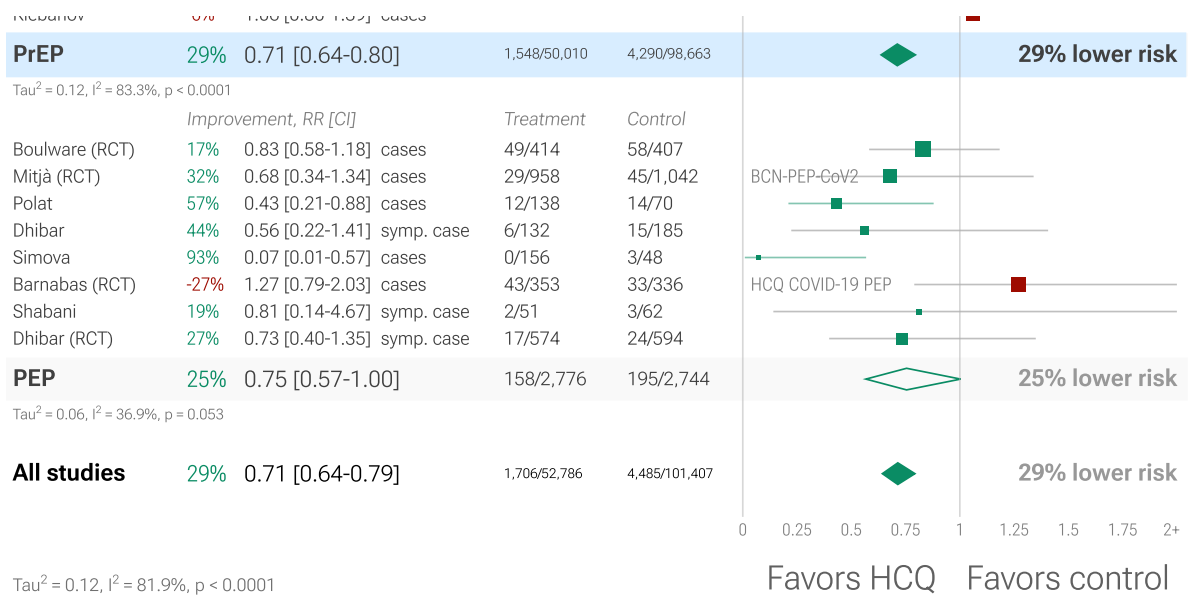 Klebanov -6% 1.06 [0.80-1.39] cases
PrEP 29% 0.71 [0.64-0.80] 1,548/50,010 4,290/98,663 29% lower risk
Tau2 = 0.12, I2 = 83.3%, p < 0.0001
Improvement, RR [CI] Treatment Control
Boulware (RCT) 17% 0.83 [0.58-1.18] cases 49/414 58/407
Mitjà (RCT) 32% 0.68 [0.34-1.34] cases 29/958 45/1,042 BCN-PEP-CoV2
Polat 57% 0.43 [0.21-0.88] cases 12/138 14/70
Dhibar 44% 0.56 [0.22-1.41] symp. case 6/132 15/185
Simova 93% 0.07 [0.01-0.57] cases 0/156 3/48
Barnabas (RCT) -27% 1.27 [0.79-2.03] cases 43/353 33/336 HCQ COVID-19 PEP
Shabani 19% 0.81 [0.14-4.67] symp. case 2/51 3/62
Dhibar (RCT) 27% 0.73 [0.40-1.35] symp. case 17/574 24/594
PEP 25% 0.75 [0.57-1.00] 158/2,776 195/2,744 25% lower risk
Tau2 = 0.06, I2 = 36.9%, p = 0.053
All studies 29% 0.71 [0.64-0.79] 1,706/52,786 4,485/101,407 29% lower risk
0 0.25 0.5 0.75 1 1.25 1.5 1.75 2+
Tau2 = 0.12, I2 = 81.9%, p < 0.0001 Favors HCQ Favors control